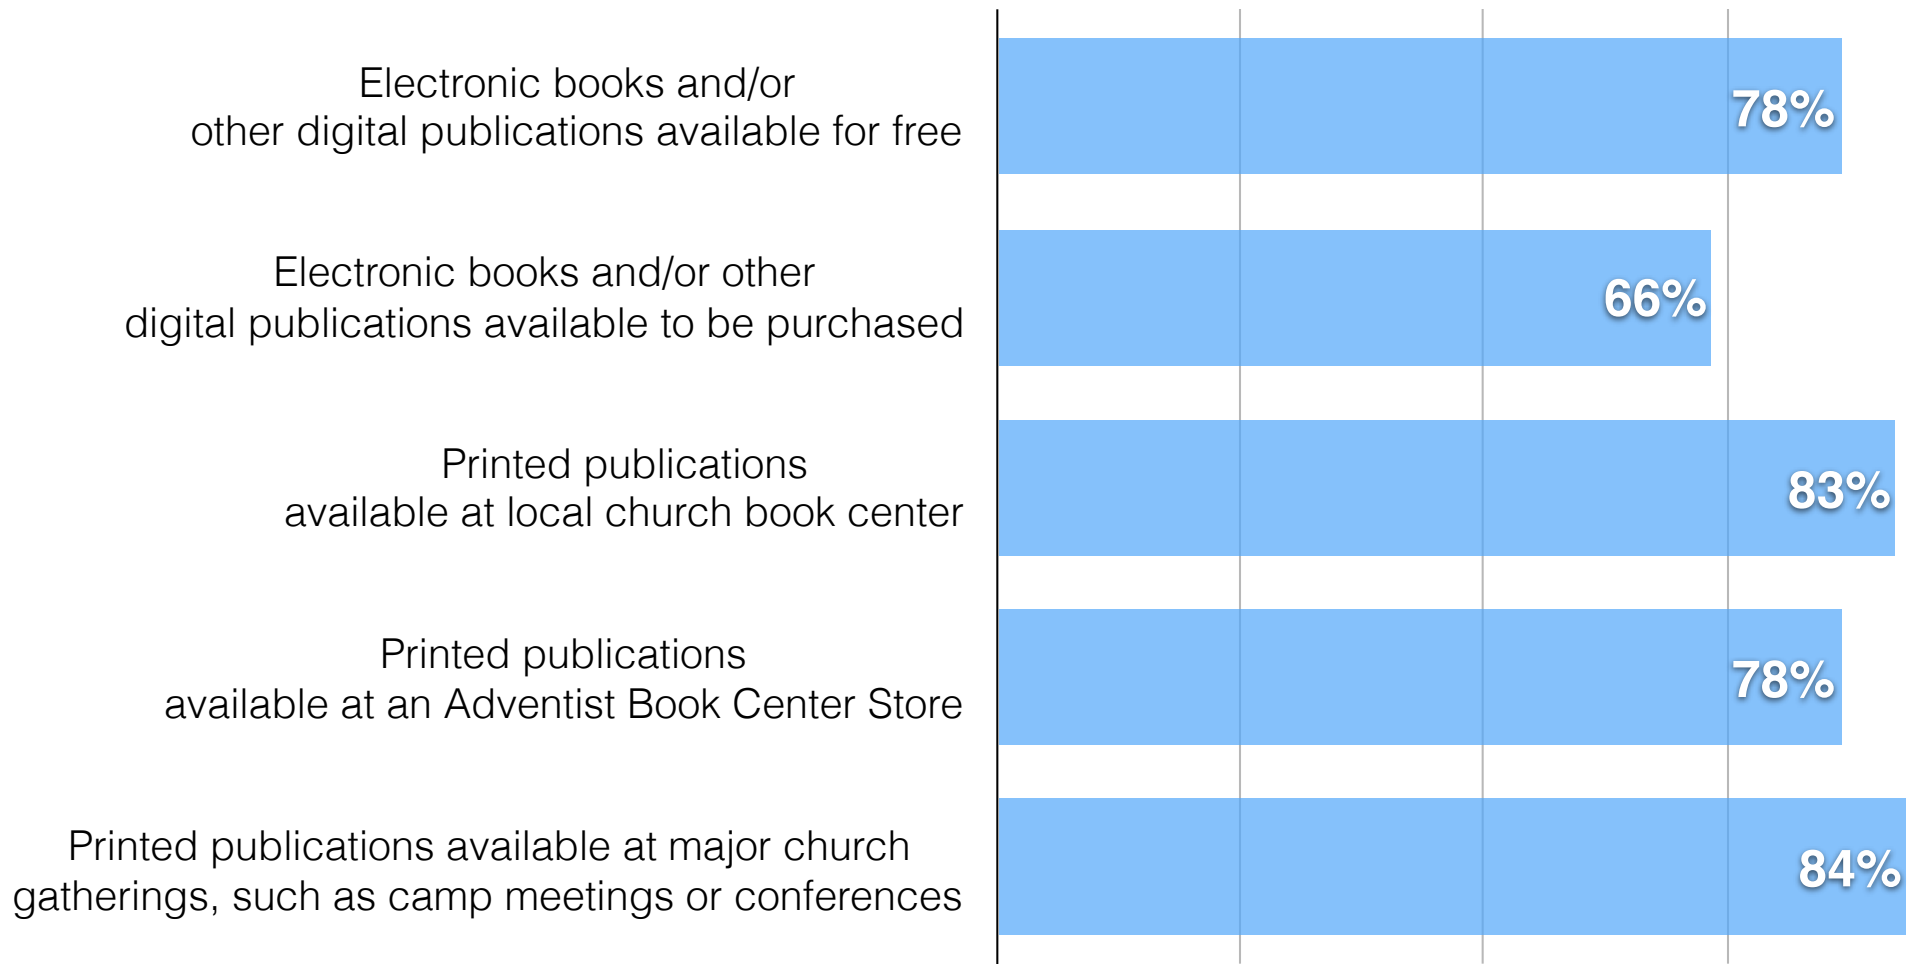 Electronic books and/or
other digital publications available for free
78%
Electronic books and/or other
digital publications available to be purchased
66%
Printed publications
available at local church book center
83%
Printed publications
available at an Adventist Book Center Store
78%
Printed publications available at major church
gatherings, such as camp meetings or conferences
84%